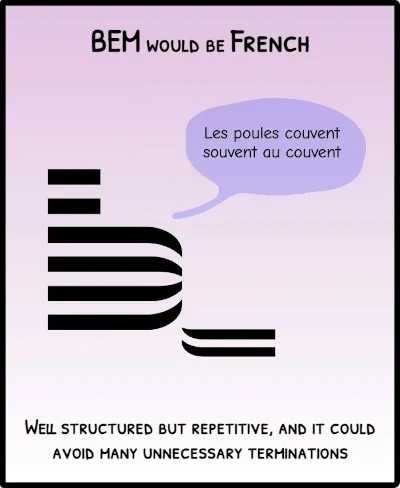 BEM WOULD BE FRENCH
Les poules couvent
souvent au couvent
b_
WELL STRUCTURED BUT REPETITIVE, AND IT COULD
AVOID MANY UNNECESSARY TERMINATIONS